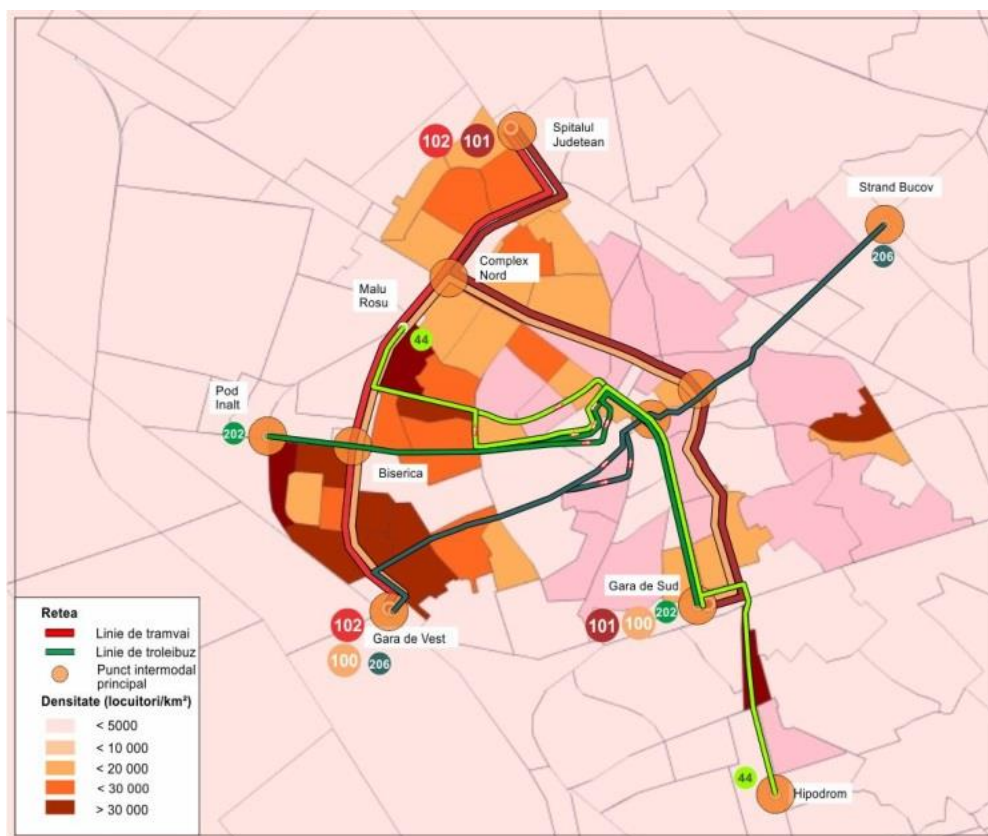 102
101
Spitalul
Judetean
Strand Bucov
206
Complex
Nord
Malu
Rosu
44
Pod
Inalt
202
Biserica
Gara de Sud
101
100
202
102
Gara de Vest
100
206
44
Hipodrom
Retea
Linie de tramvai
Linie de troleibuz
Punct intermodal
principal
Densitate (locuitori/km²)
< 5000
< 10 000
< 20 000
< 30 000
> 30 000